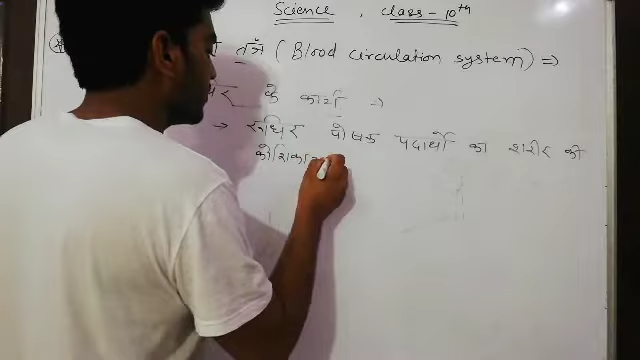 Science , Class - 10th
तंत्र ( Blood circulation system) ⇒
के कार्य ⇒
→ रूधिर पोषक पदार्थो का शरीर की
कोशिका